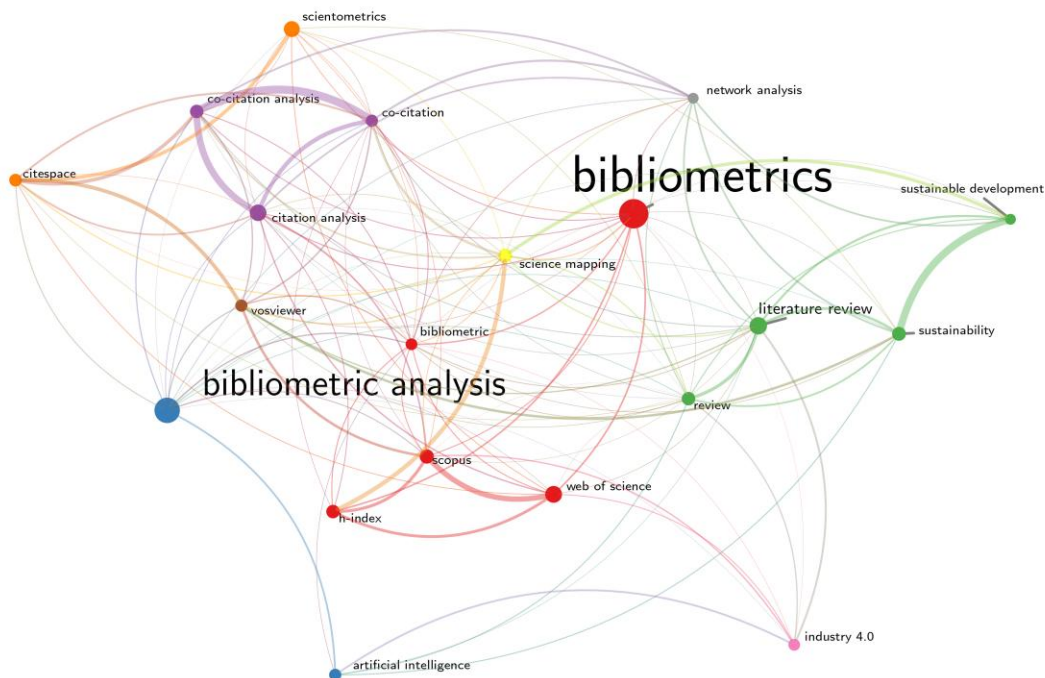 scientometrics
network analysis
co-citation analysis
co-citation
bibliometrics
citespace
sustainable development
citation analysis
science mapping
vosviewer
literature review
sustainability
bibliometric
bibliometric analysis
review
scopus
web of science
h-index
industry 4.0
artificial intelligence